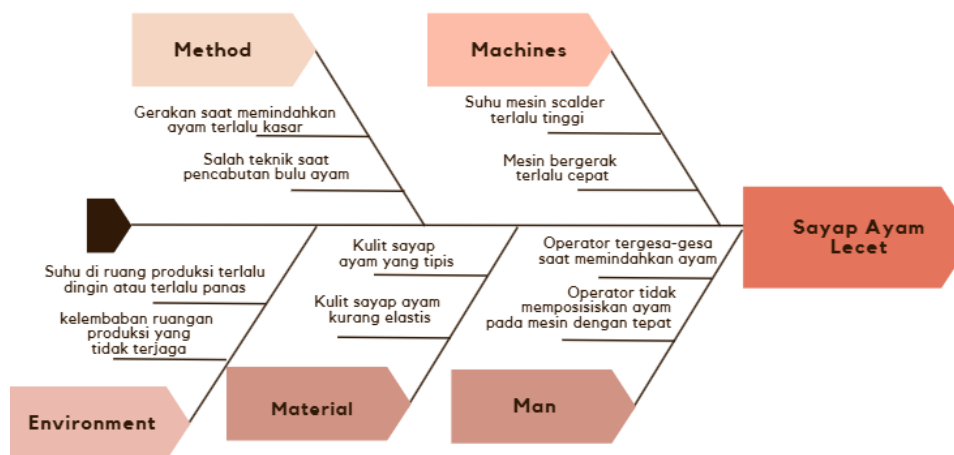 Method
Machines
Gerakan saat memindahkan
ayam terlalu kasar
Salah teknik saat
pencabutan bulu ayam
Suhu mesin scalder
terlalu tinggi
Mesin bergerak
terlalu cepat
Sayap Ayam
Lecet
Suhu di ruang produksi terlalu
dingin atau terlalu panas
kelembaban ruangan
produksi yang
tidak terjaga
Kulit sayap
ayam yang tipis
Kulit sayap ayam
kurang elastis
Operator tergesa-gesa
saat memindahkan ayam
Operator tidak
memposisiskan ayam
pada mesin dengan tepat
Environment
Material
Man